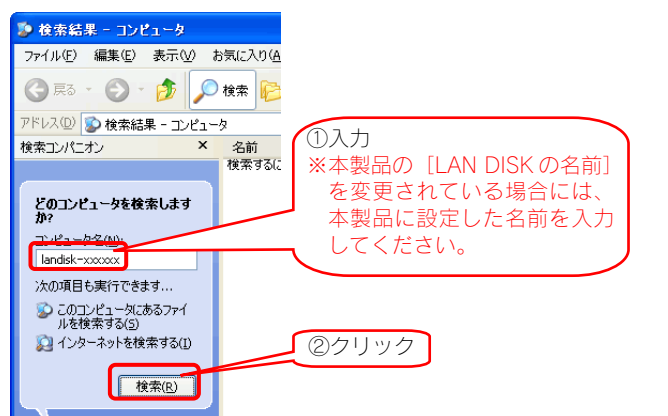 検索結果 - コンピュータ
ファイル(F) 編集(E) 表示(V) お気に入り(A
戻る 検索
アドレス(D) 検索結果 - コンピュータ
検索コンパニオン × 名前
検索するに
どのコンピュータを検索します
か?
コンピュータ名(N):
landisk-xxxxxx
次の項目も実行できます...
このコンピュータにあるファイ
ルを検索する(S)
インターネットを検索する(I)
検索(R)
①入力
※本製品の［LAN DISKの名前］
を変更されている場合には、
本製品に設定した名前を入力
してください。
②クリック